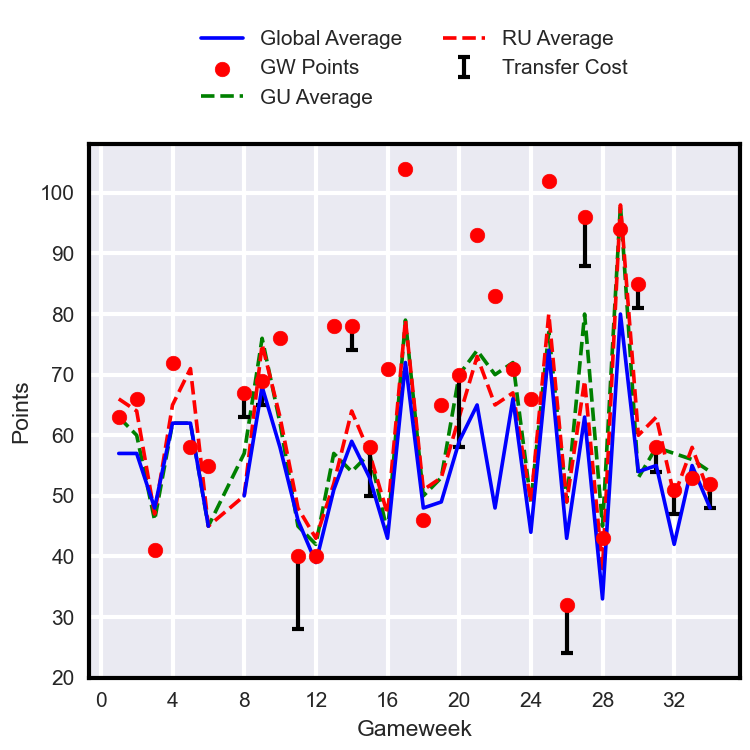 Global Average
GW Points
GU Average
RU Average
Transfer Cost
100
90
80
70
60
50
40
30
20
Points
0 4 8 12 16 20 24 28 32
Gameweek